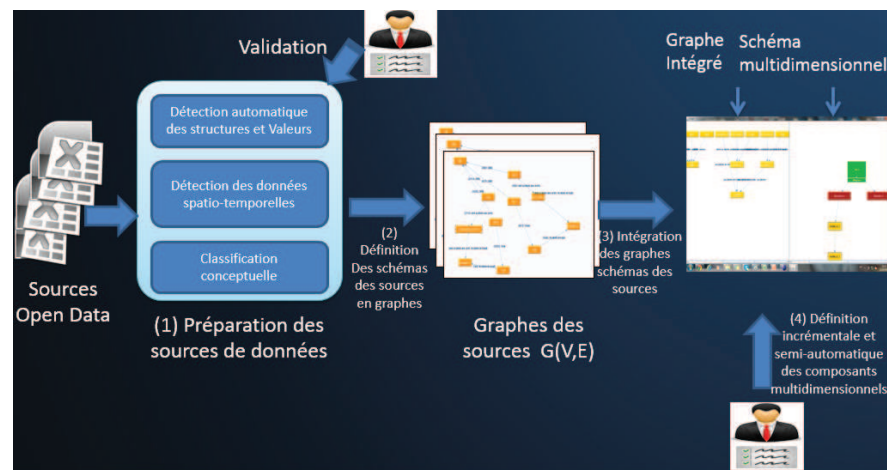 Validation
Graphe
Intégré
Schéma
multidimensionnel
Détection automatique
des structures et Valeurs
Détection des données
spatio-temporelles
Classification
conceptuelle
Sources
Open Data
(1) Préparation des
sources de données
(2)
Définition
Des schémas
des sources
en graphes
Graphes des
sources G(V,E)
(3) Intégration
des graphes
schémas des
sources
(4) Définition
incrémentale et
semi-automatique
des composants
multidimensionnels